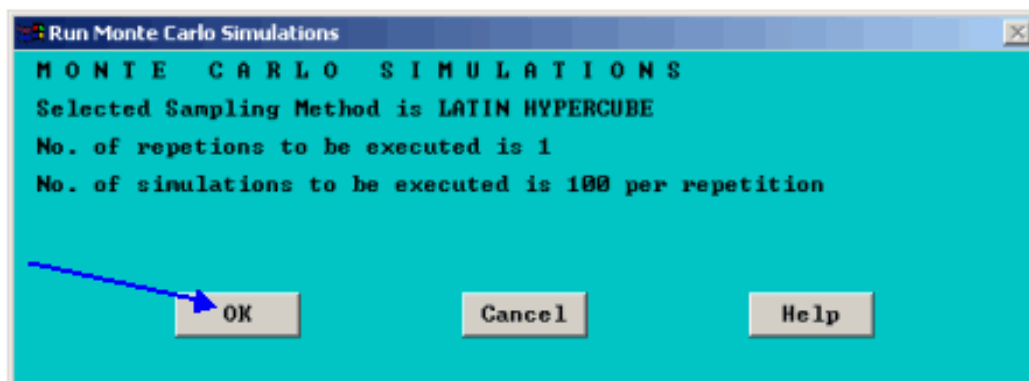 Run Monte Carlo Simulations
M O N T E C A R L O S I M U L A T I O N S
Selected Sampling Method is LATIN HYPERCUBE
No. of repetions to be executed is 1
No. of simulations to be executed is 100 per repetition
OK Cancel Help